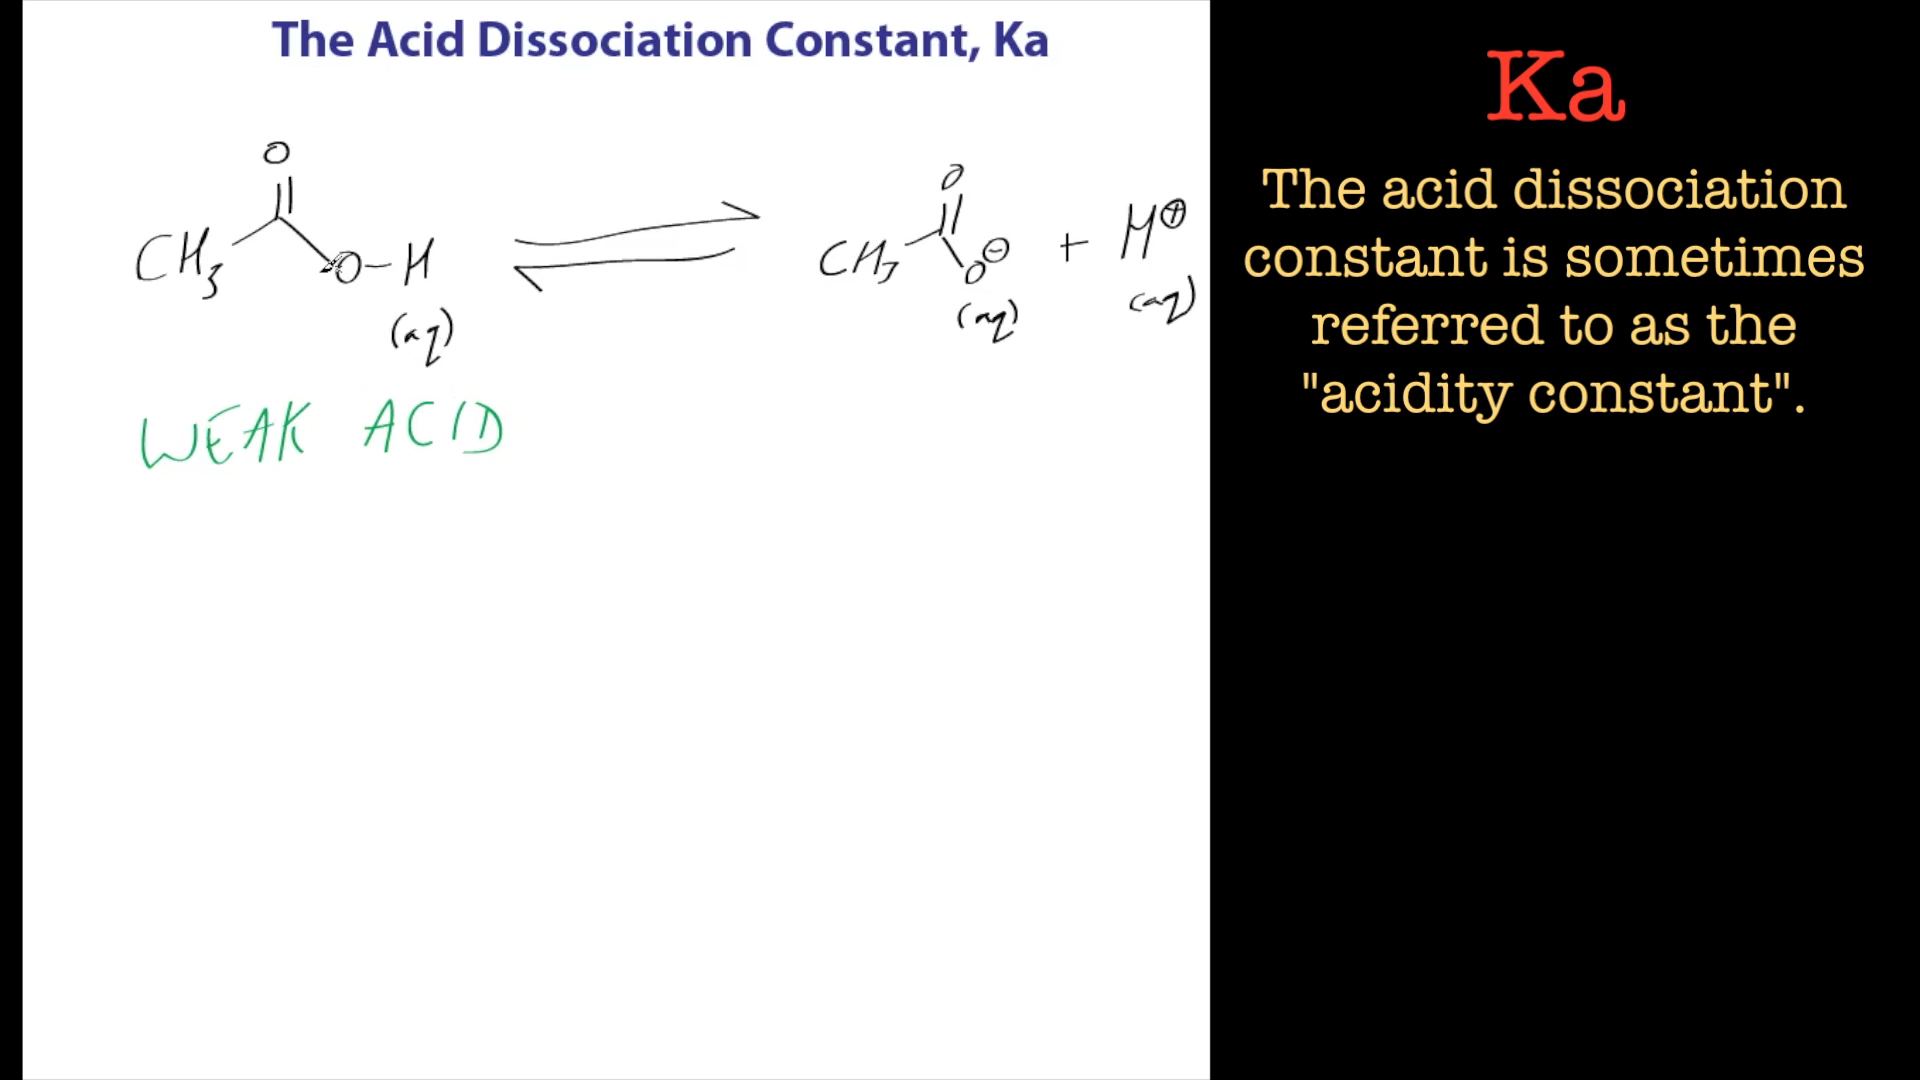 The Acid Dissociation Constant, Ka
O
CH3
O-H
(aq)
O
CH3
O⊖
(aq)
+
H⊕
(aq)
WEAK ACID
Ka
The acid dissociation
constant is sometimes
referred to as the
"acidity constant".